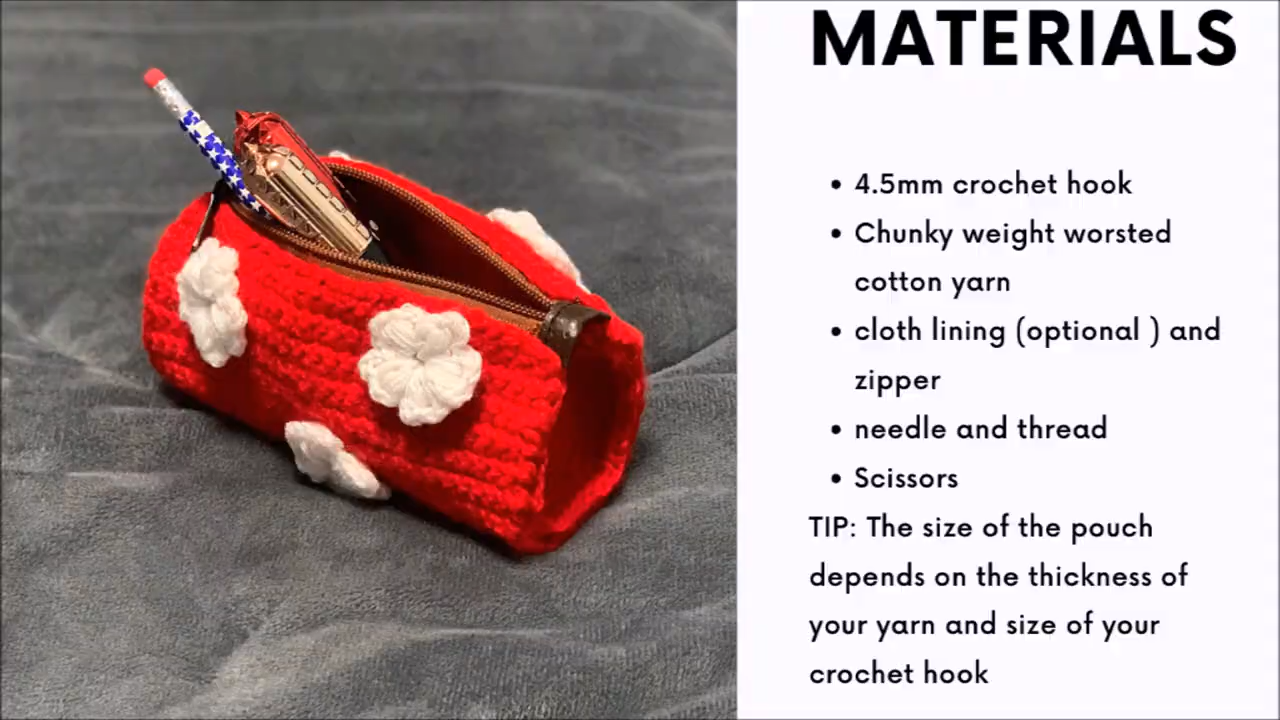 MATERIALS
• 4.5mm crochet hook
• Chunky weight worsted
cotton yarn
• cloth lining (optional ) and
zipper
• needle and thread
• Scissors
TIP: The size of the pouch
depends on the thickness of
your yarn and size of your
crochet hook